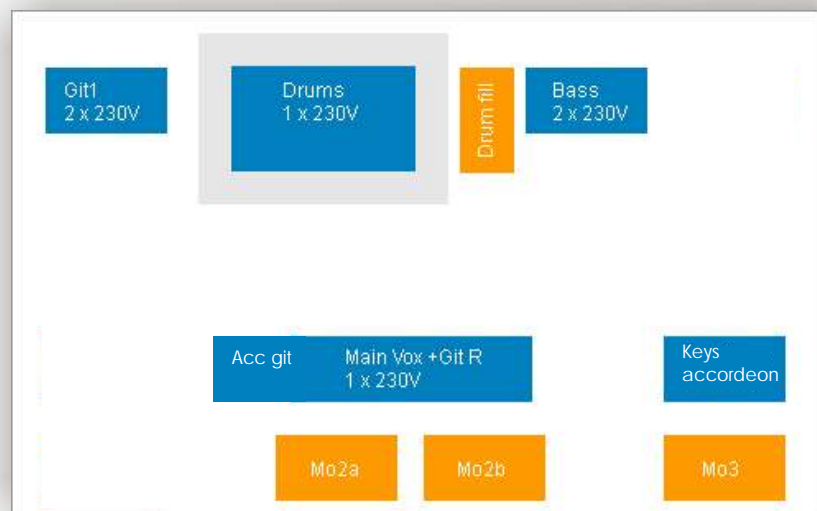 Git1
2 x 230V
Drums
1 x 230V
Drum fill
Bass
2 x 230V
Acc git
Main Vox +Git R
1 x 230V
Keys
accordeon
Mo2a
Mo2b
Mo3